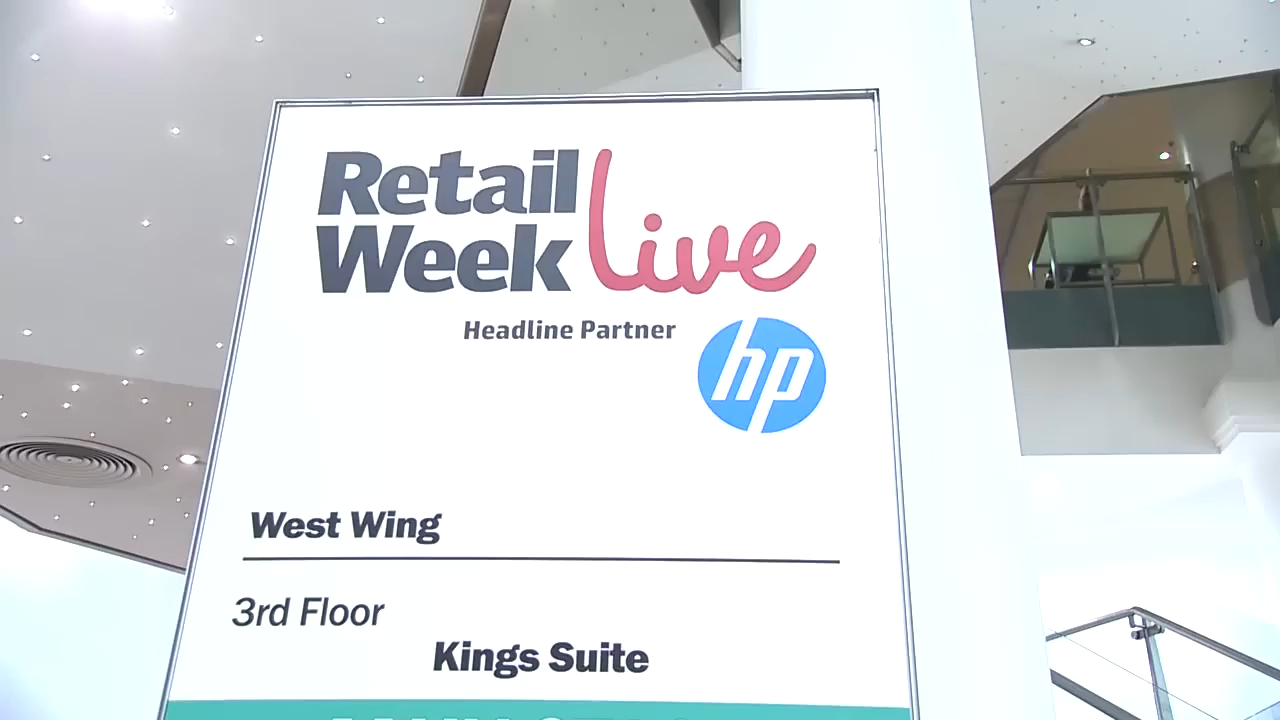 Retail
Week live
Headline Partner
hp
West Wing
3rd Floor
Kings Suite